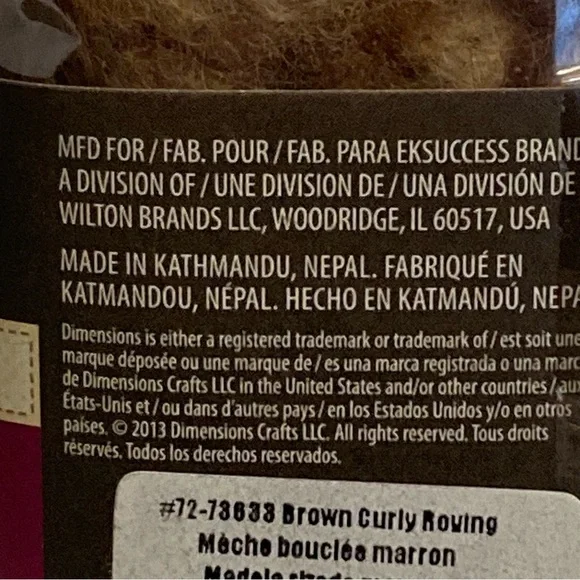 MFD FOR / FAB. POUR / FAB. PARA EKSUCCESS BRAND
A DIVISION OF / UNE DIVISION DE / UNA DIVISIÓN DE
WILTON BRANDS LLC, WOODRIDGE, IL 60517, USA
MADE IN KATHMANDU, NEPAL. FABRIQUÉ EN
KATMANDOU, NÉPAL. HECHO EN KATMANDÚ, NEPA
Dimensions is either a registered trademark or trademark of / est soit une
marque déposée ou une marque de / es una marca registrada o una marc
de Dimensions Crafts LLC in the United States and/or other countries / aux
États-Unis et / ou dans d'autres pays / en los Estados Unidos y/o en otros
países. © 2013 Dimensions Crafts LLC. All rights reserved. Tous droits
réservés. Todos los derechos reservados.
#72-73633 Brown Curly Roving
Mèche bouclée marron